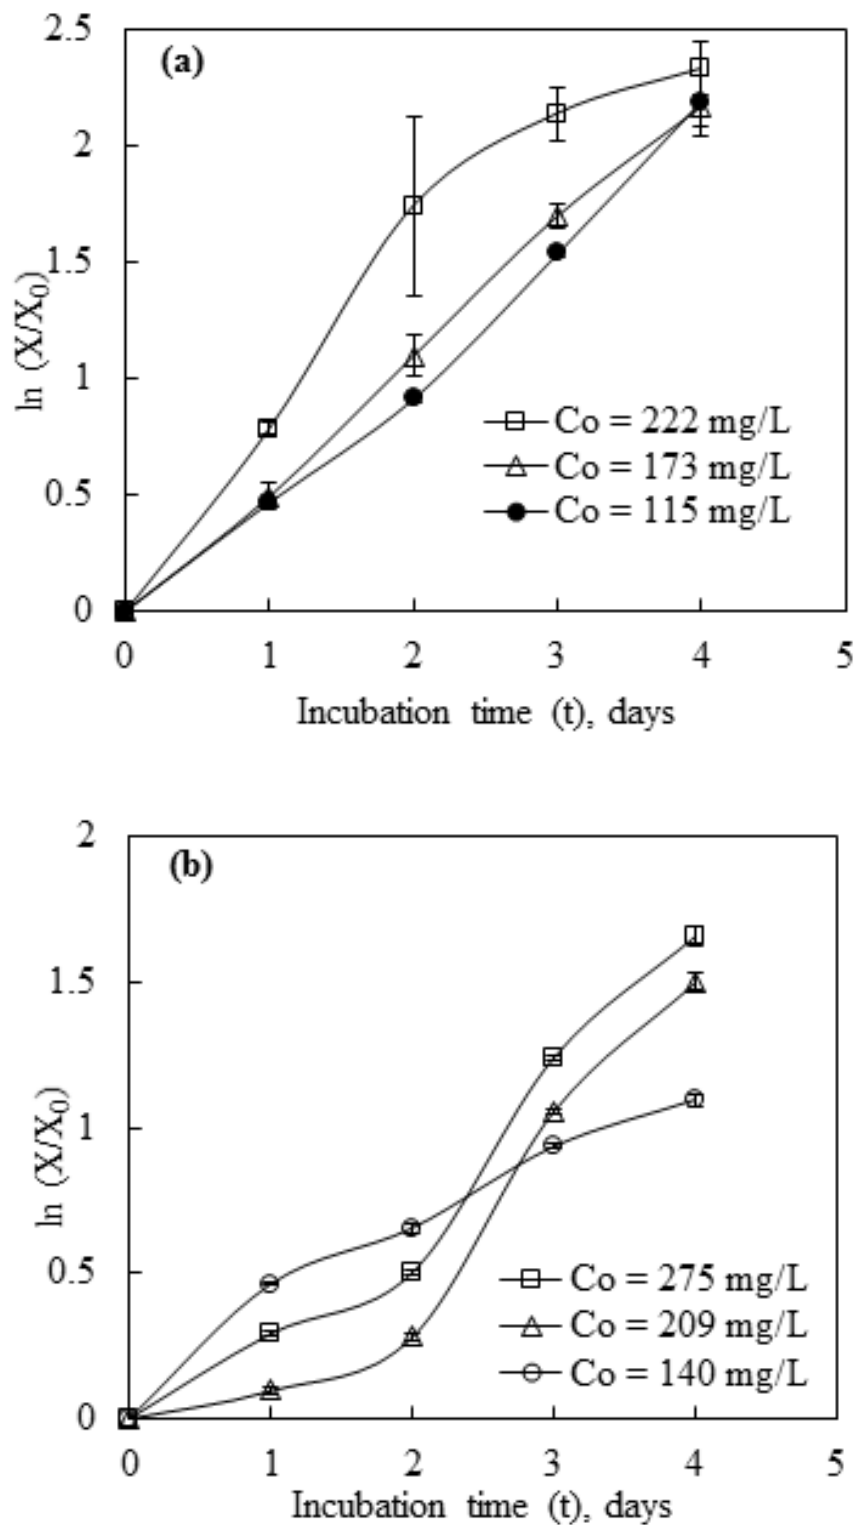 2.5
(a)
2
1.5
1
0.5
0
ln (X/X0)
Co = 222 mg/L
Co = 173 mg/L
Co = 115 mg/L
0 1 2 3 4 5
Incubation time (t), days
2
(b)
1.5
1
0.5
0
ln (X/X0)
Co = 275 mg/L
Co = 209 mg/L
Co = 140 mg/L
0 1 2 3 4 5
Incubation time (t), days